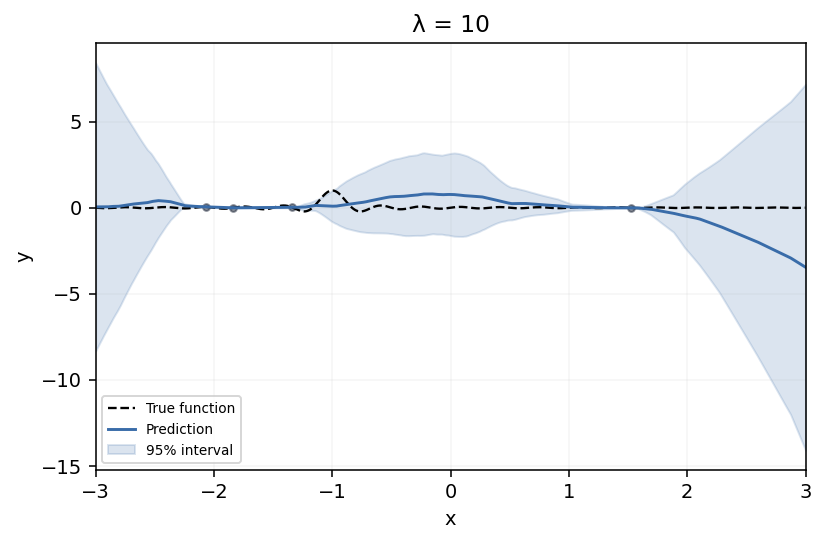 λ = 10
y
5
0
−5
−10
−15
True function
Prediction
95% interval
−3
−2
−1
0
1
2
3
x